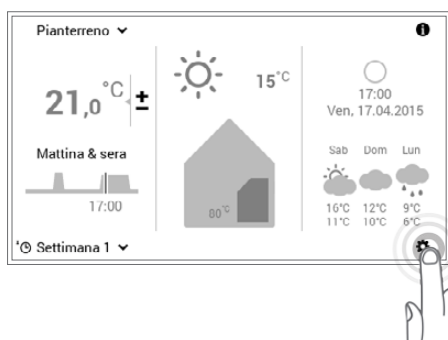 Pianterreno
21,0 °C ±
Mattina & sera
17:00
Settimana 1
15°C
80°C
17:00
Ven, 17.04.2015
Sab Dom Lun
16°C 12°C 9°C
11°C 10°C 6°C